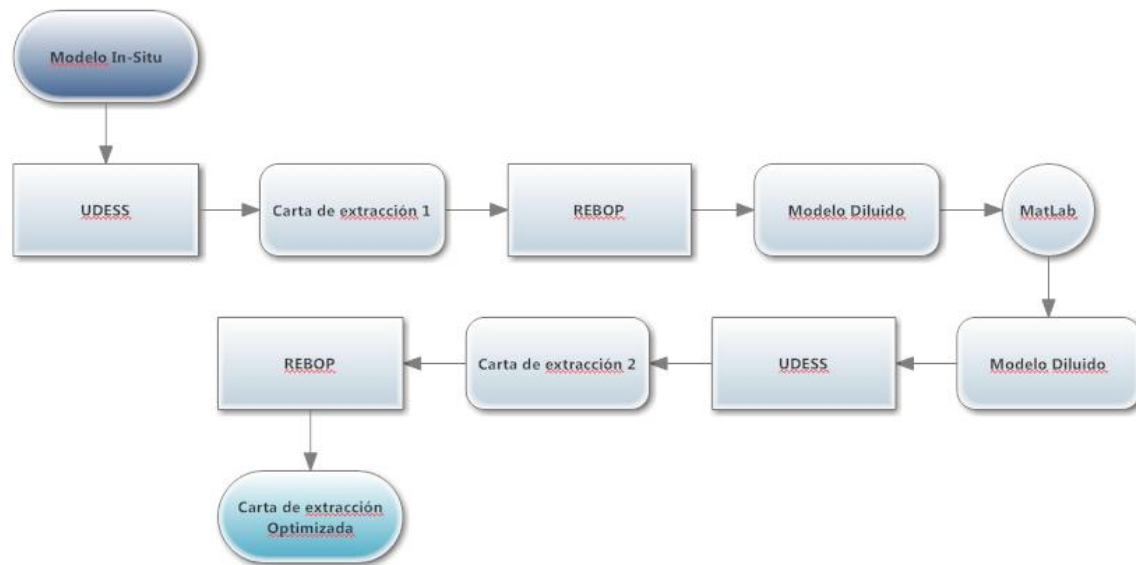 Modelo In-Situ
UDESS
Carta de extracción 1
REBOP
Modelo Diluido
MatLab
Modelo Diluido
UDESS
Carta de extracción 2
REBOP
Carta de extracción
Optimizada